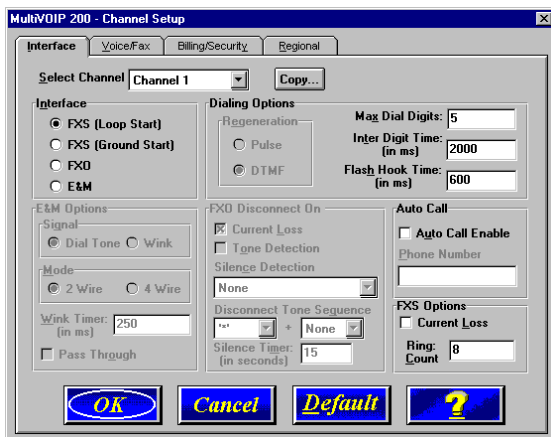 MultiVOIP 200 - Channel Setup
Interface Voice/Fax Billing/Security Regional
Select Channel Channel 1 Copy...
Interface
FXS (Loop Start)
FXS (Ground Start)
FXO
E&M
Dialing Options
Regeneration
Pulse
DTMF
Max Dial Digits: 5
Inter Digit Time: 2000
(in ms)
Flash Hook Time: 600
(in ms)
E&M Options
Signal
Dial Tone Wink
Mode
2 Wire 4 Wire
Wink Timer: 250
(in ms)
Pass Through
FXO Disconnect On
Current Loss
Tone Detection
Silence Detection
None
Disconnect Tone Sequence
'*' + None
Silence Timer: 15
(in seconds)
Auto Call
Auto Call Enable
Phone Number
FXS Options
Current Loss
Ring: 8
Count
OK Cancel Default ?